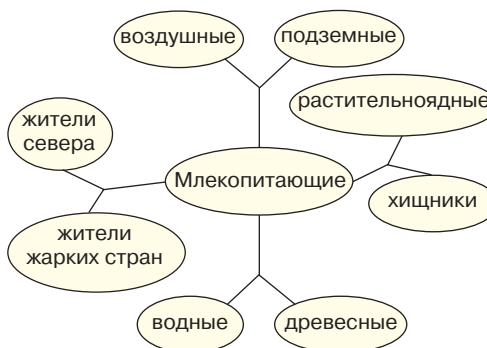 воздушные
подземные
растительноядные
жители
севера
Млекопитающие
хищники
жители
жарких стран
водные
древесные